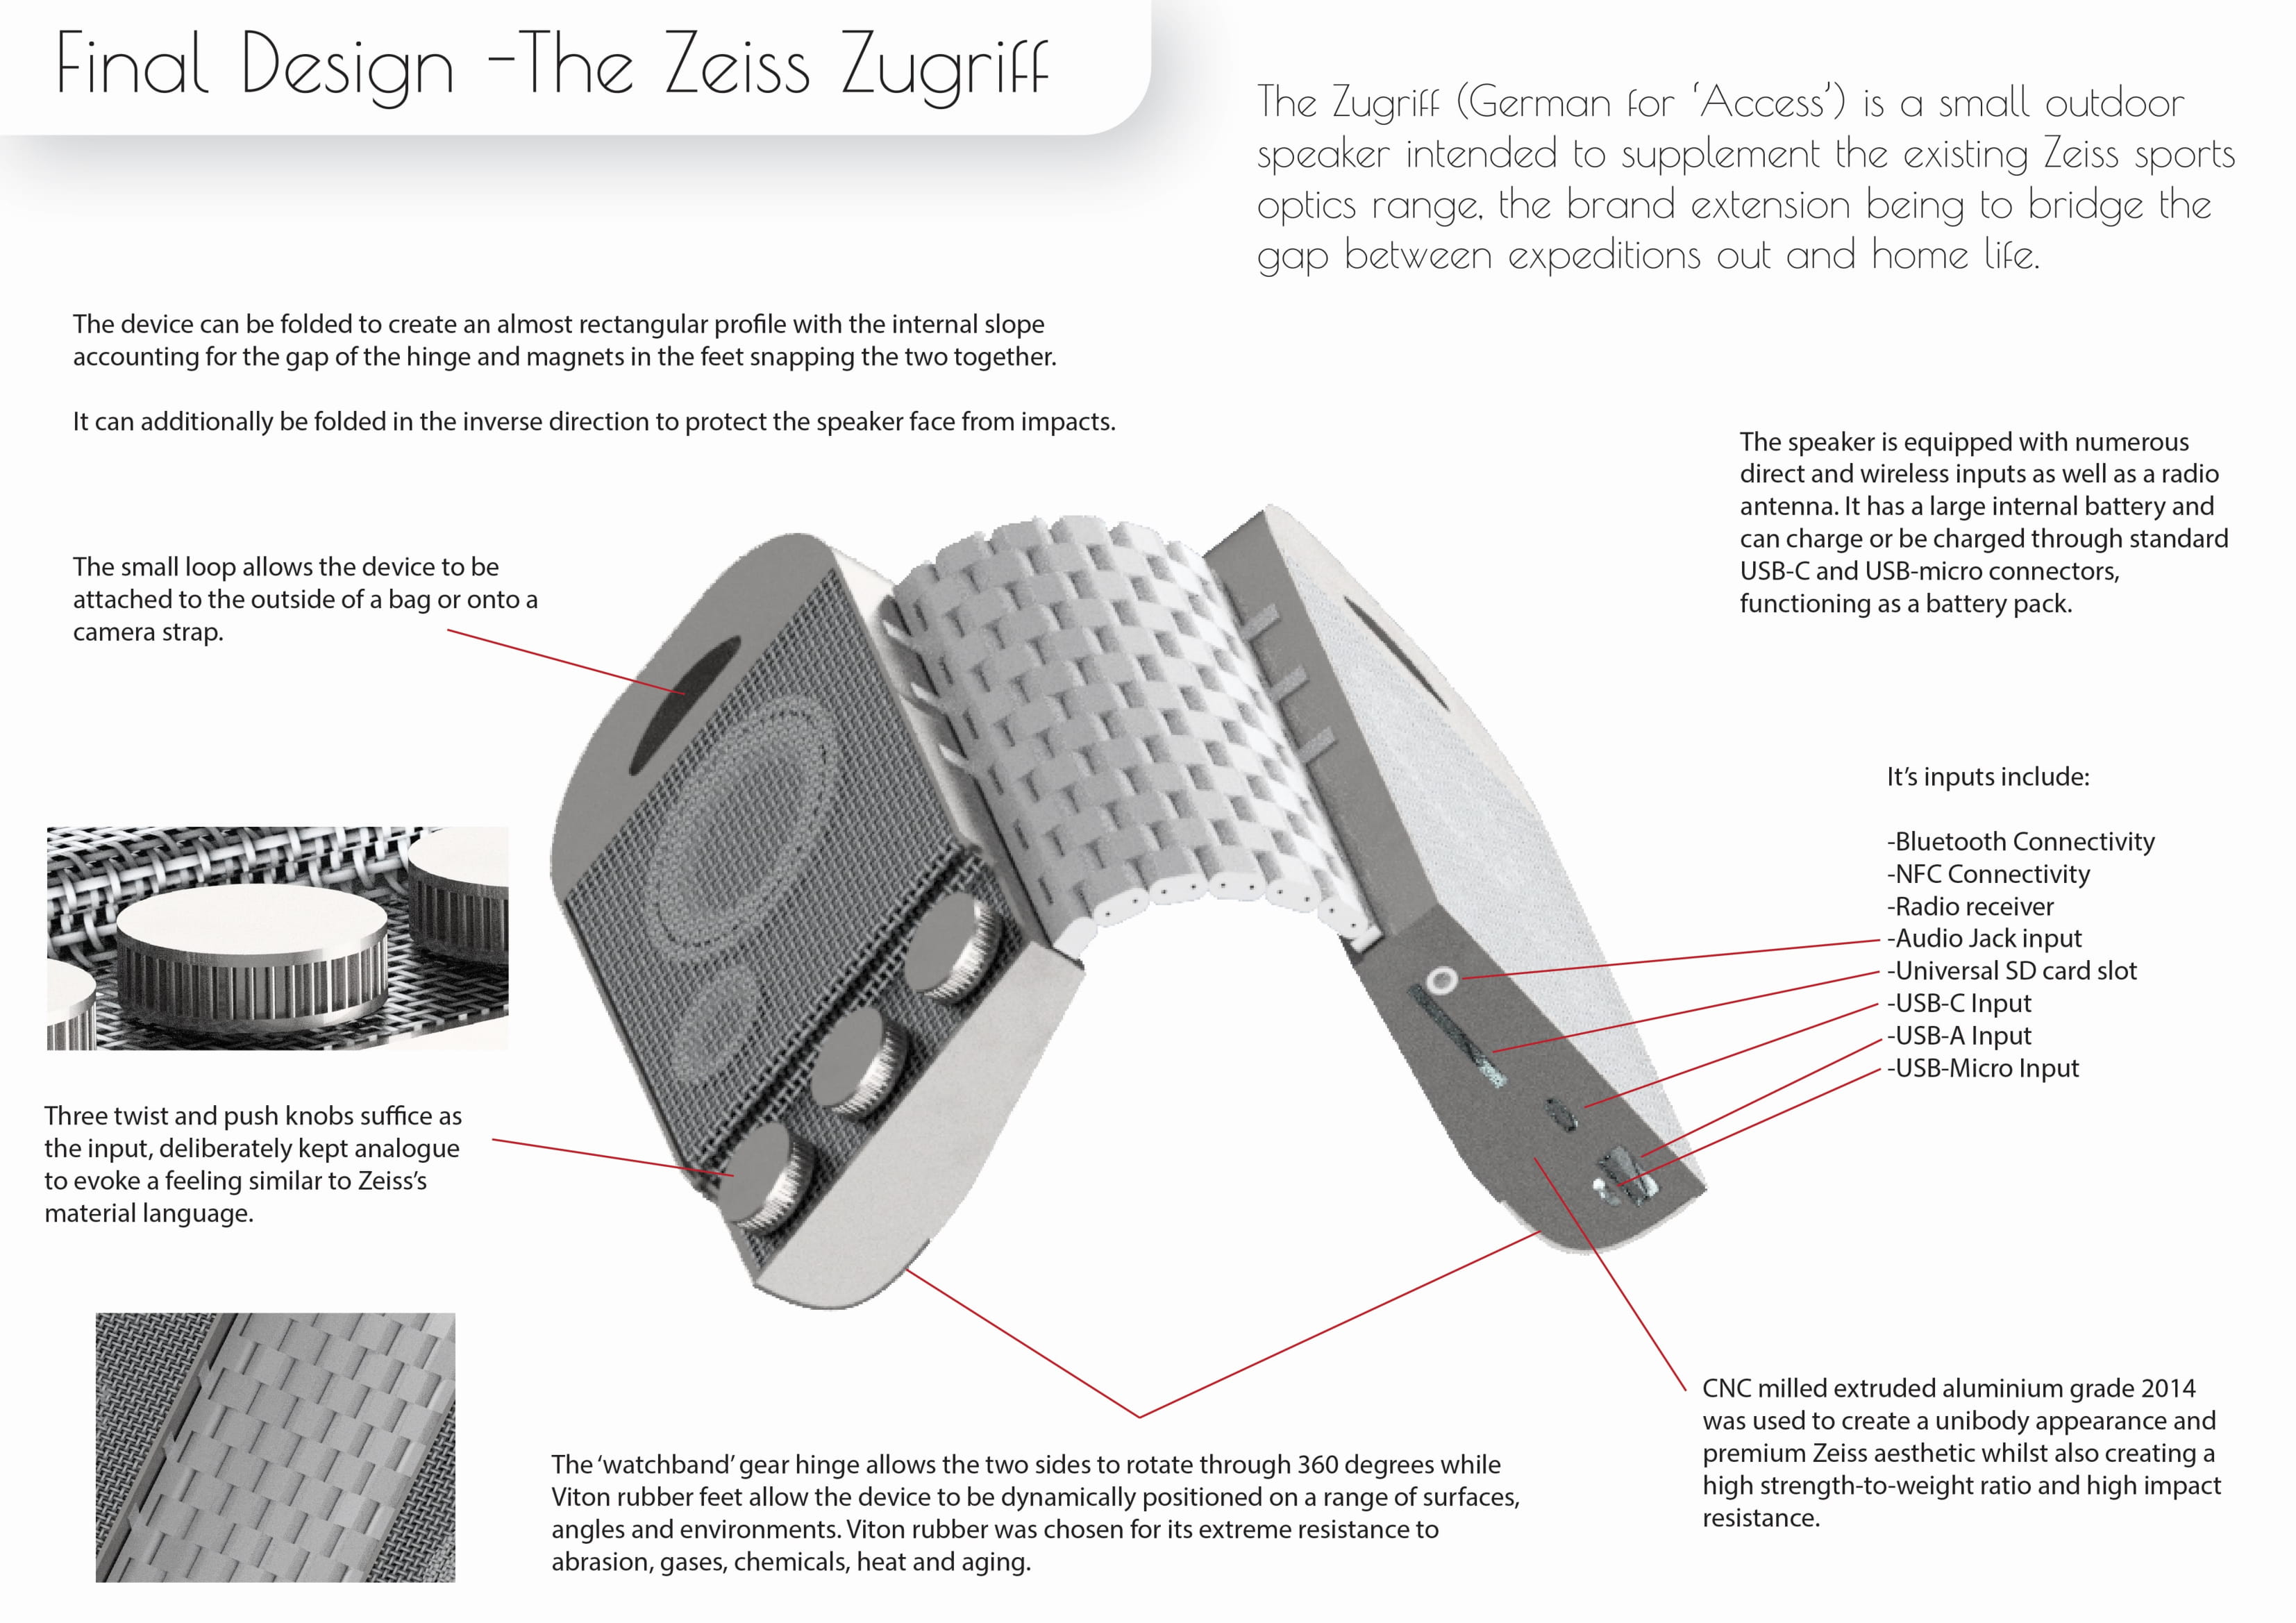 Final Design -The Zeiss Zugriff
The Zugriff (German for ‘Access’) is a small outdoor
speaker intended to supplement the existing Zeiss sports
optics range, the brand extension being to bridge the
gap between expeditions out and home life.
The device can be folded to create an almost rectangular profile with the internal slope
accounting for the gap of the hinge and magnets in the feet snapping the two together.
It can additionally be folded in the inverse direction to protect the speaker face from impacts.
The speaker is equipped with numerous
direct and wireless inputs as well as a radio
antenna. It has a large internal battery and
can charge or be charged through standard
USB-C and USB-micro connectors,
functioning as a battery pack.
The small loop allows the device to be
attached to the outside of a bag or onto a
camera strap.
It’s inputs include:
-Bluetooth Connectivity
-NFC Connectivity
-Radio receiver
-Audio Jack input
-Universal SD card slot
-USB-C Input
-USB-A Input
-USB-Micro Input
Three twist and push knobs suffice as
the input, deliberately kept analogue
to evoke a feeling similar to Zeiss’s
material language.
CNC milled extruded aluminium grade 2014
was used to create a unibody appearance and
premium Zeiss aesthetic whilst also creating a
high strength-to-weight ratio and high impact
resistance.
The ‘watchband’ gear hinge allows the two sides to rotate through 360 degrees while
Viton rubber feet allow the device to be dynamically positioned on a range of surfaces,
angles and environments. Viton rubber was chosen for its extreme resistance to
abrasion, gases, chemicals, heat and aging.